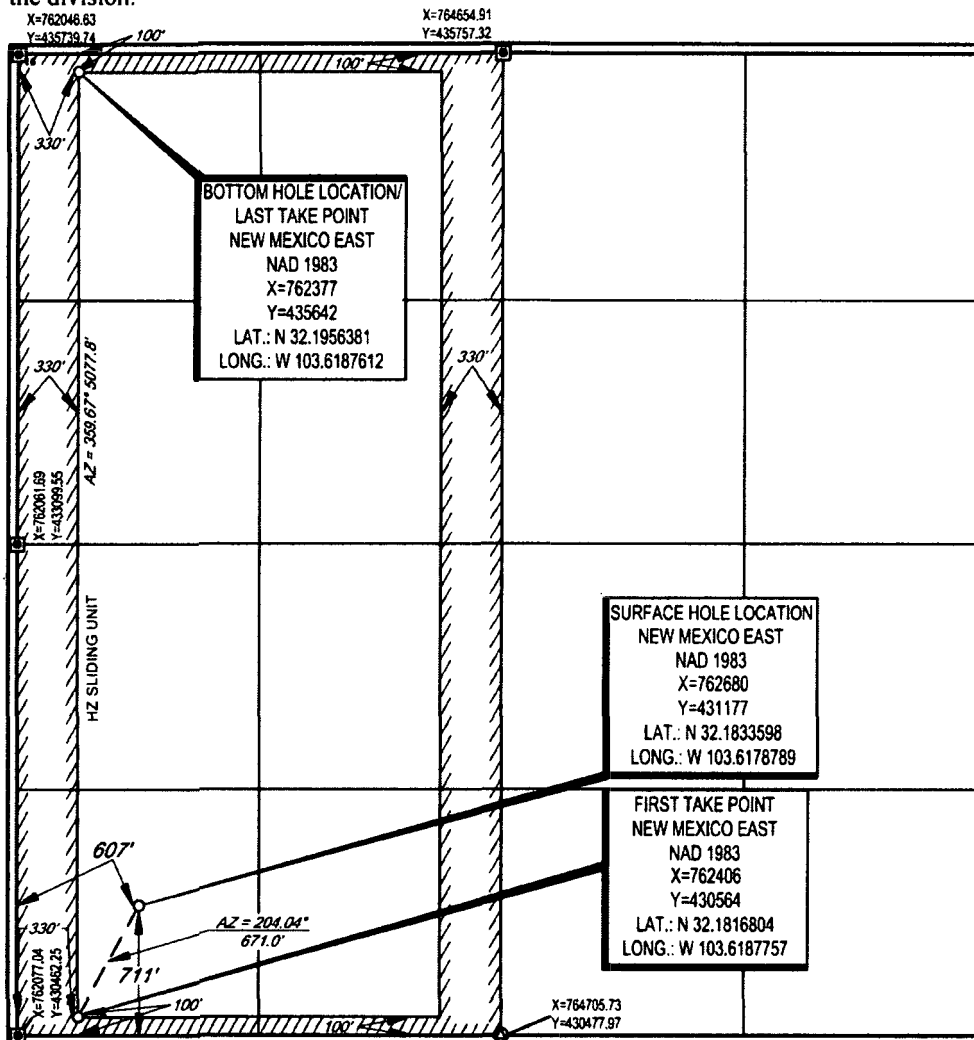 the division.
X=762046.63
Y=435739.74
100'
X=764654.91
Y=435757.32
100'
330'
BOTTOM HOLE LOCATION/
LAST TAKE POINT
NEW MEXICO EAST
NAD 1983
X=762377
Y=435642
LAT.: N 32.1956381
LONG.: W 103.6187612
330'
330'
AZ = 359.67° 5077.8'
X=762061.69
Y=433099.55
HZ SLIDING UNIT
SURFACE HOLE LOCATION
NEW MEXICO EAST
NAD 1983
X=762680
Y=431177
LAT.: N 32.1833598
LONG.: W 103.6178789
FIRST TAKE POINT
NEW MEXICO EAST
NAD 1983
X=762406
Y=430564
LAT.: N 32.1816804
LONG.: W 103.6187757
607'
330'
AZ = 204.04°
671.0'
711'
X=762077.04
Y=430462.25
100'
100'
X=764705.73
Y=430477.97